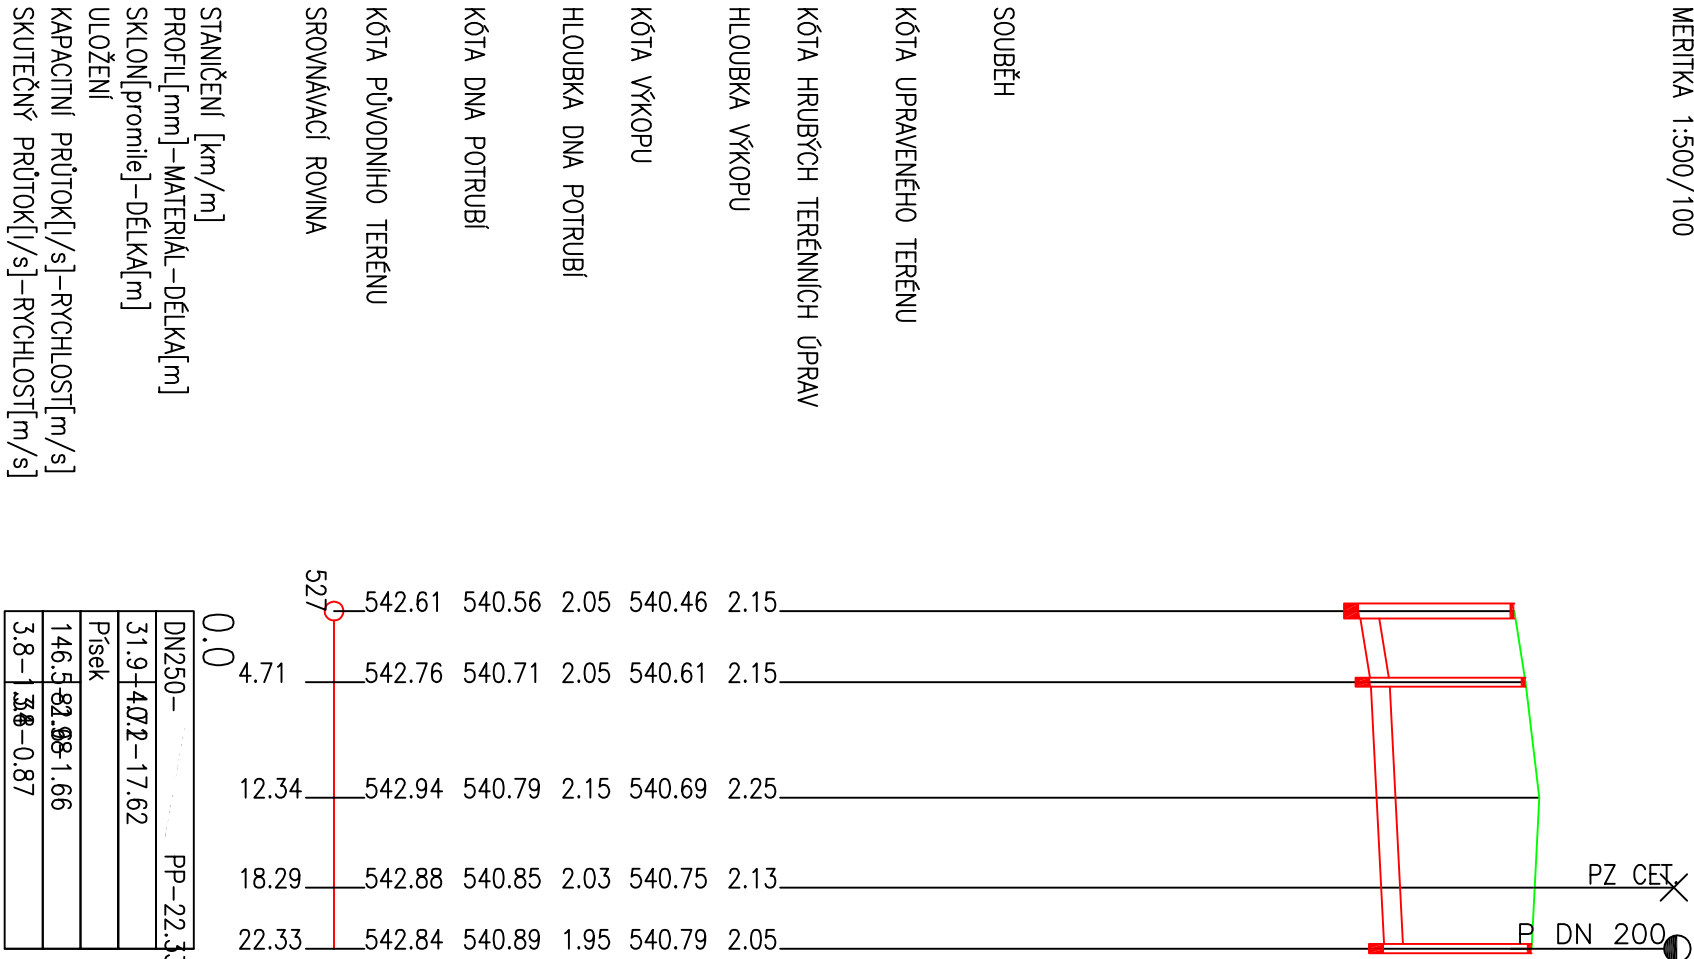 MERITKA 1:500/100
SOUBĚH
KÓTA UPRAVENÉHO TERÉNU
KÓTA HRUBÝCH TERÉNNÍCH ÚPRAV
HLOUBKA VÝKOPU
2.15 2.15 2.25 2.13 2.05
KÓTA VÝKOPU
540.46 540.61 540.69 540.75 540.79
HLOUBKA DNA POTRUBÍ
2.05 2.05 2.15 2.03 1.95
KÓTA DNA POTRUBÍ
540.56 540.71 540.79 540.85 540.89
KÓTA PŮVODNÍHO TERÉNU
542.61 542.76 542.94 542.88 542.84
SROVNÁVACÍ ROVINA
527
STANIČENÍ [km/m]
0.0 4.71 12.34 18.29 22.33
PROFIL[mm]-MATERIÁL-DÉLKA[m]
DN250- PP-22.33
SKLON[promile]-DÉLKA[m]
31.9- -17.62
ULOŽENÍ
Písek
KAPACITNÍ PRŮTOK[l/s]-RYCHLOST[m/s]
146.5- -1.66
SKUTEČNÝ PRŮTOK[l/s]-RYCHLOST[m/s]
3.8- -0.87
PZ CET.
P DN 200